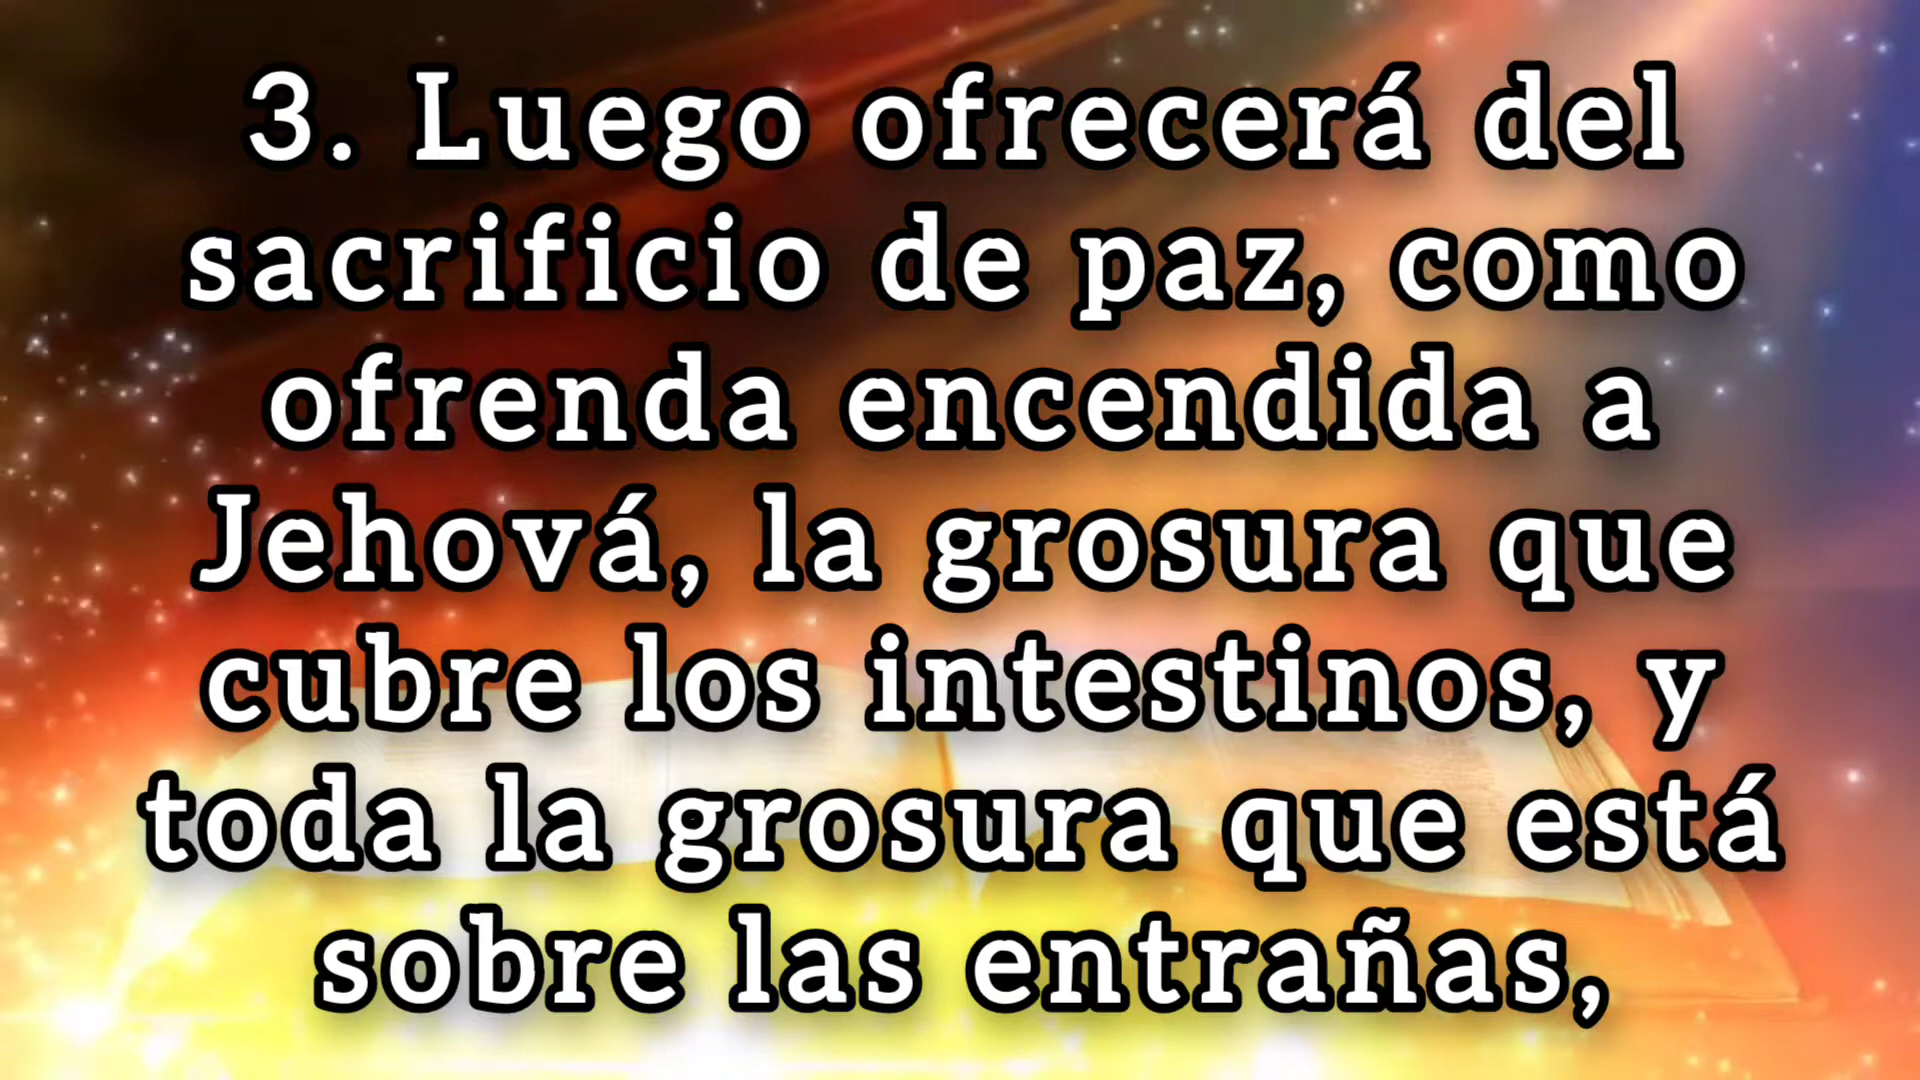 3. Luego ofrecerá del
sacrificio de paz, como
ofrenda encendida a
Jehová, la grosura que
cubre los intestinos, y
toda la grosura que está
sobre las entrañas,